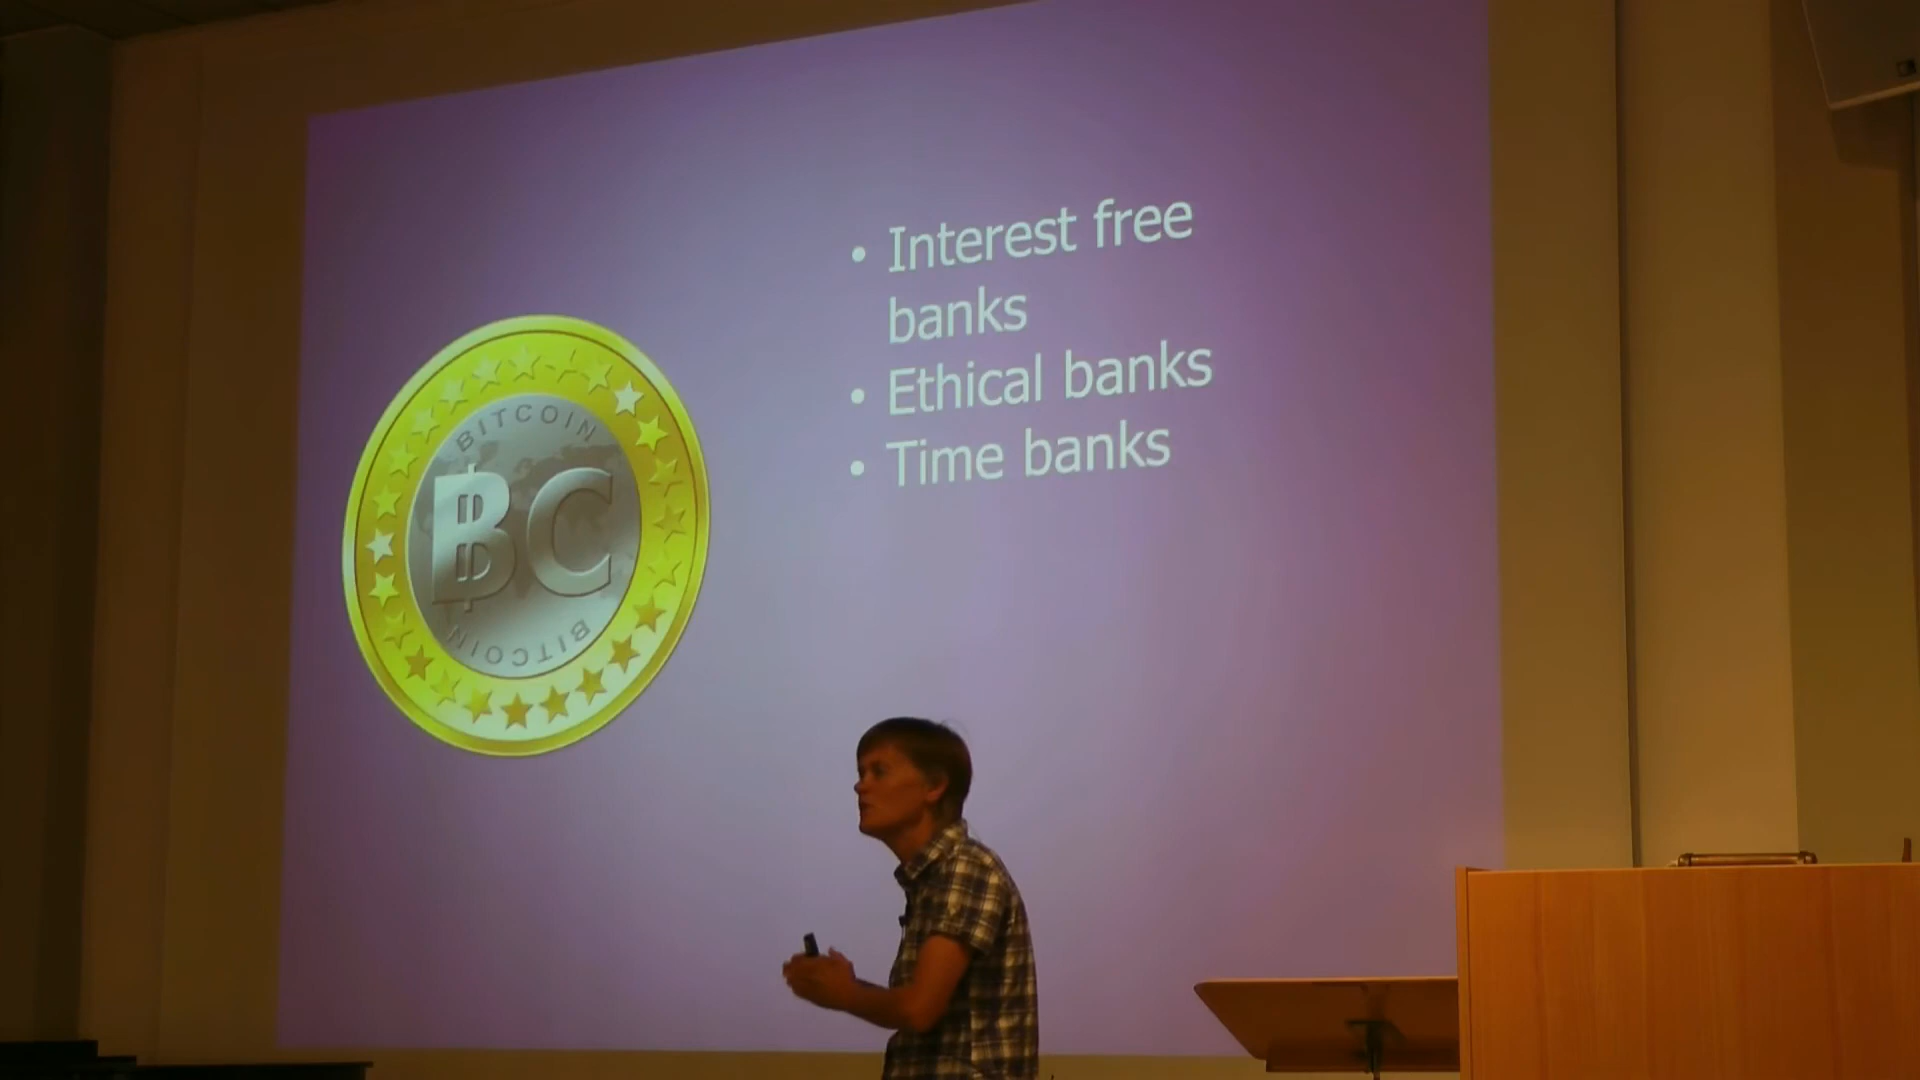 • Interest free
banks
• Ethical banks
• Time banks
BITCOIN
BC
BITCOIN